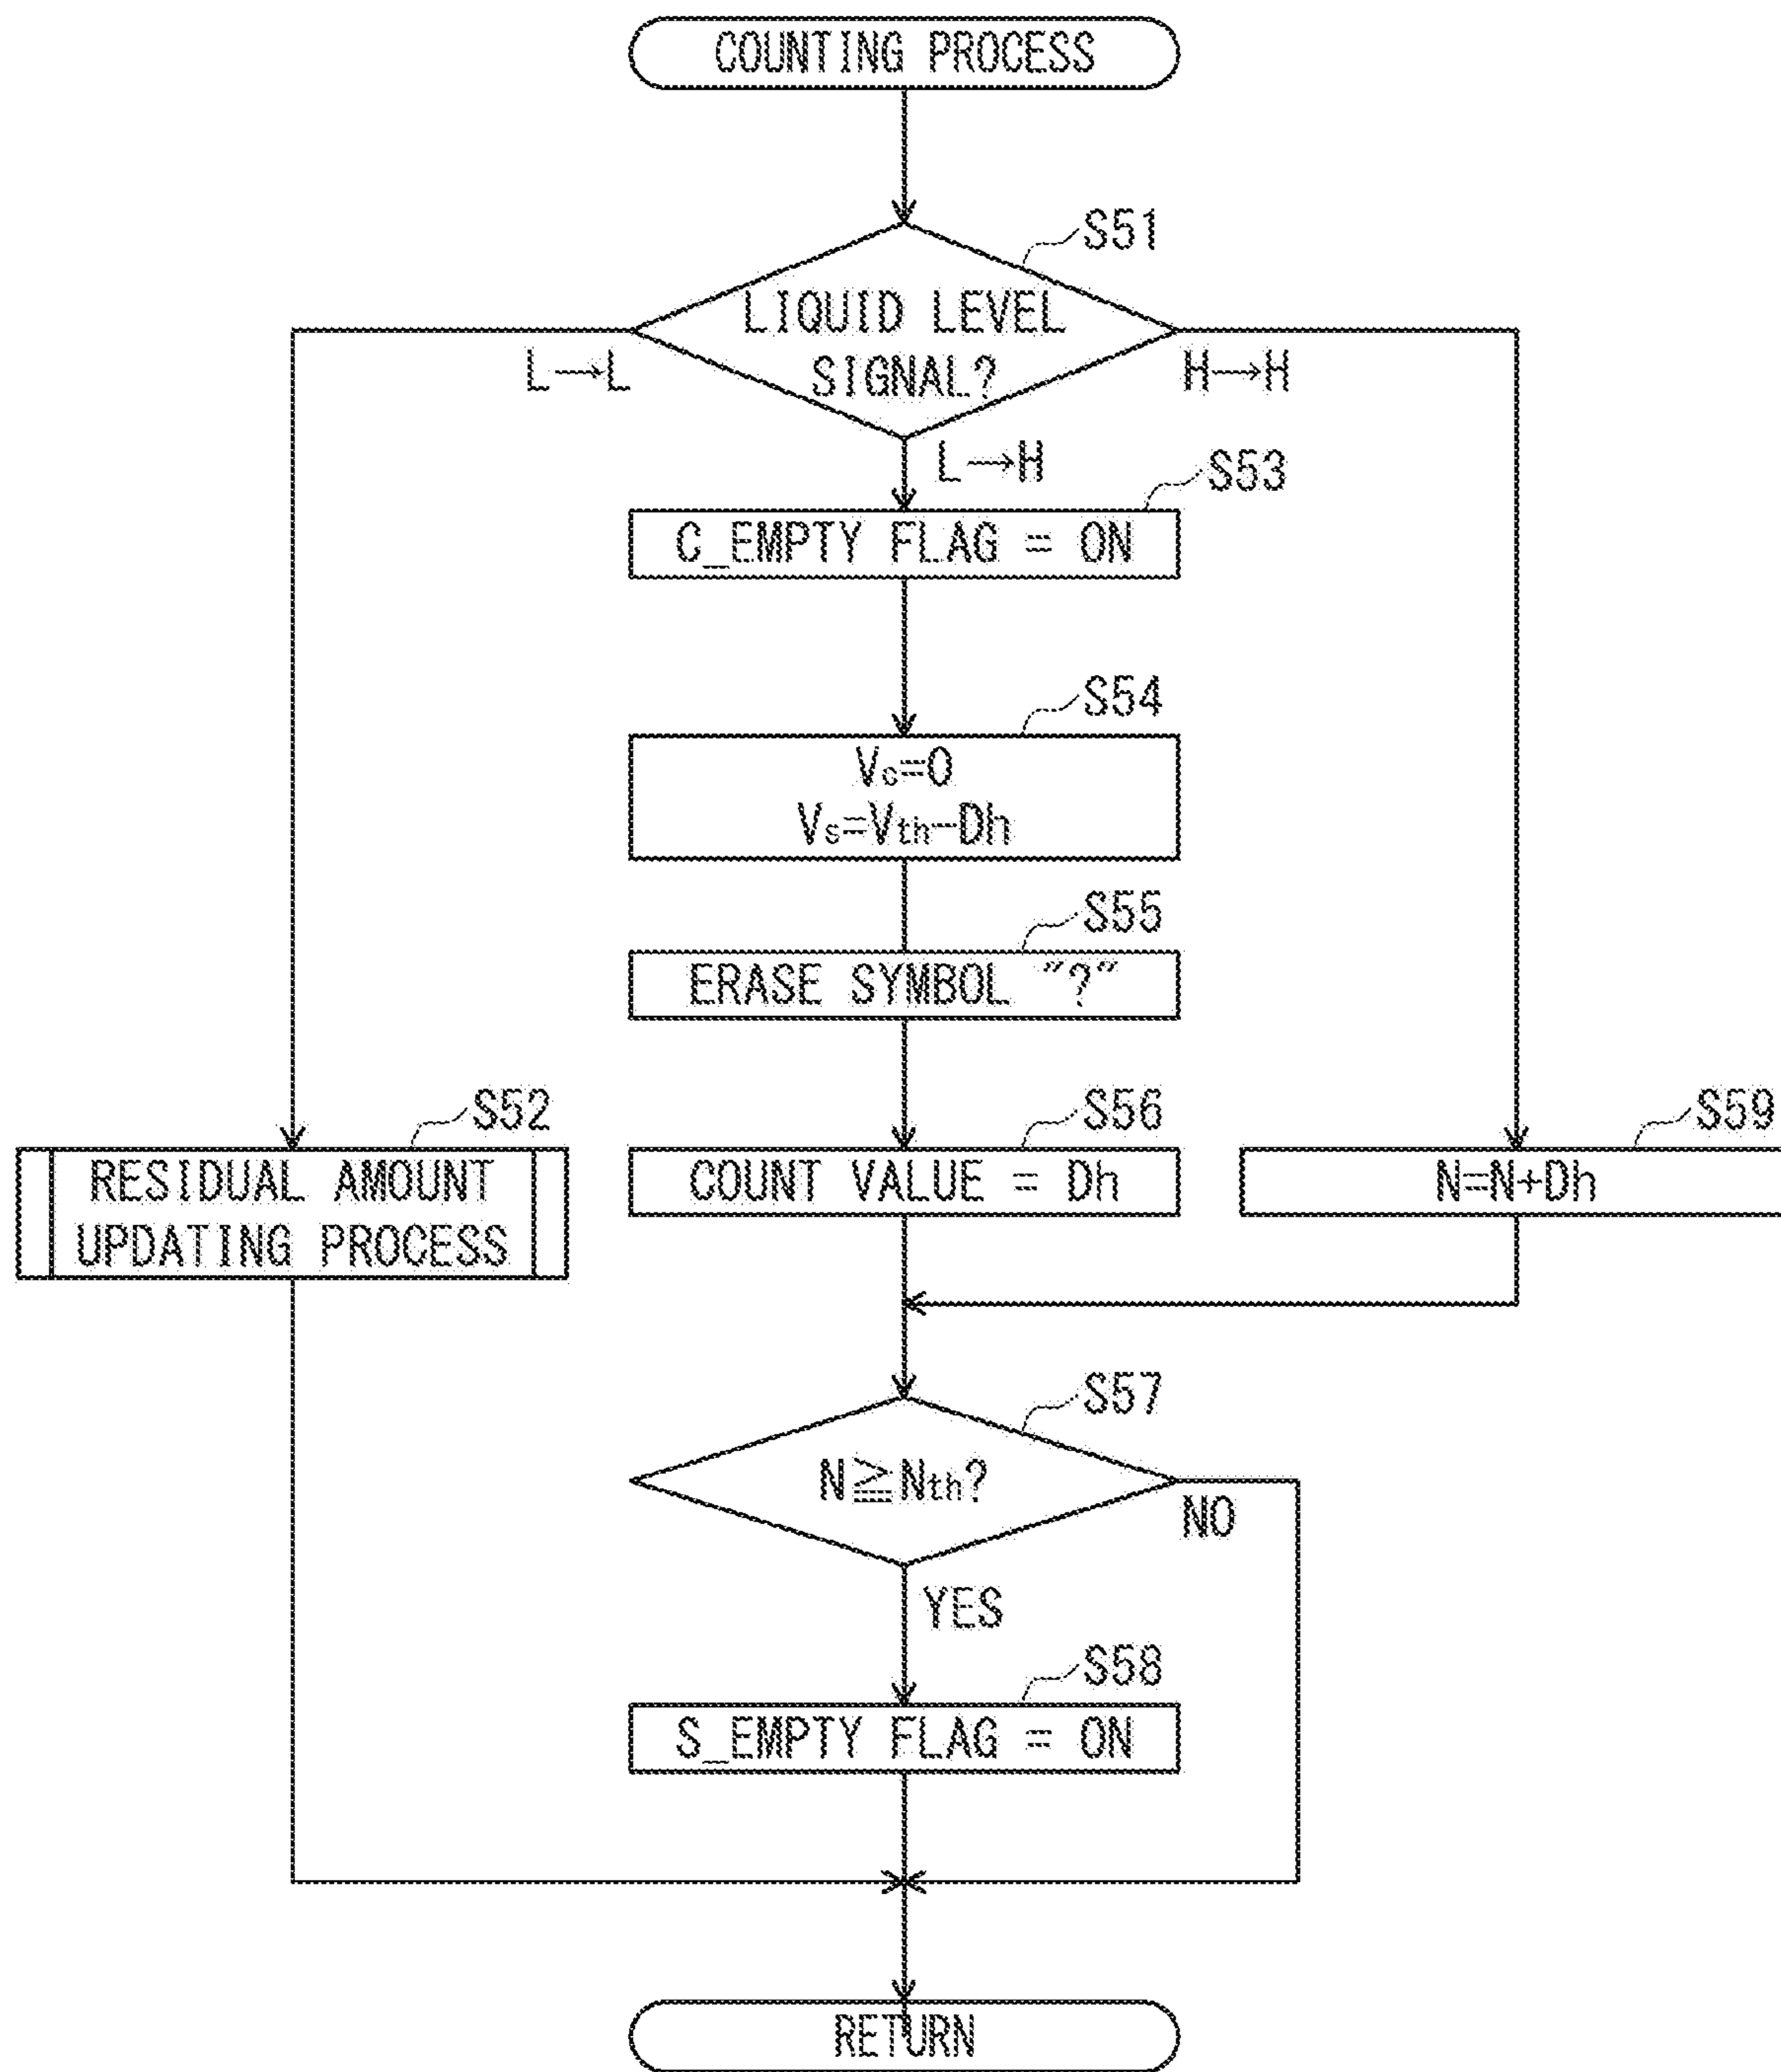 COUNTING PROCESS
S51
LIQUID LEVEL
SIGNAL?
L→L
H→H
L→H
S53
C_EMPTY FLAG = ON
S54
Vc=0
Vs=Vth-Dh
S55
ERASE SYMBOL "?"
S52
S56
S59
RESIDUAL AMOUNT
UPDATING PROCESS
COUNT VALUE = Dh
N=N+Dh
S57
N≧Nth?
NO
YES
S58
S_EMPTY FLAG = ON
RETURN